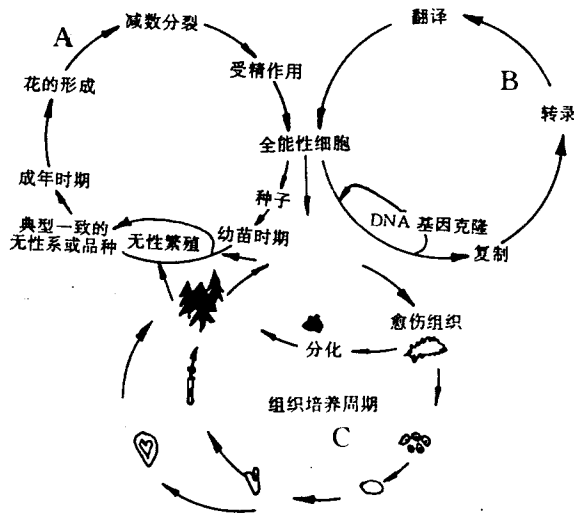 A
减数分裂
受精作用
花的形成
成年时期
典型一致的
无性系或品种
无性繁殖
幼苗时期
种子
全能性细胞
翻译
B
转录
DNA 基因克隆
复制
愈伤组织
分化
组织培养周期
C